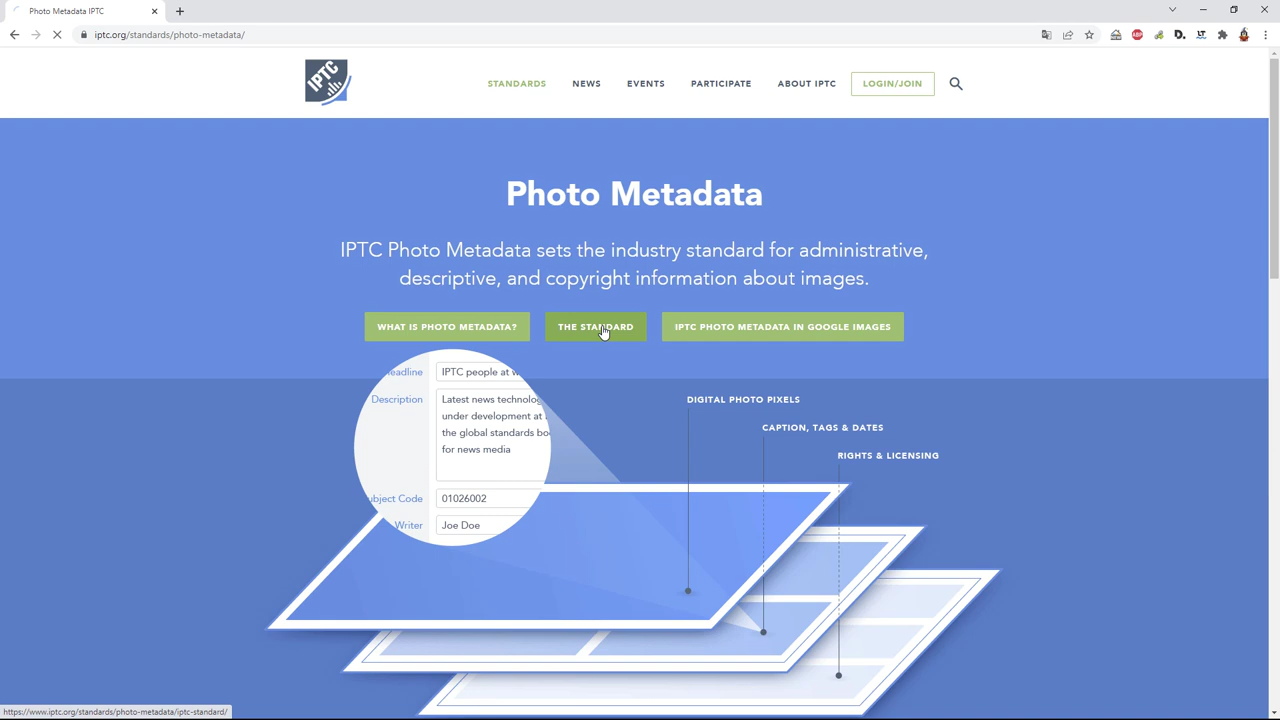 Photo Metadata IPTC
iptc.org/standards/photo-metadata/
IPTC
STANDARDS NEWS EVENTS PARTICIPATE ABOUT IPTC LOGIN/JOIN
Photo Metadata
IPTC Photo Metadata sets the industry standard for administrative,
descriptive, and copyright information about images.
WHAT IS PHOTO METADATA? THE STANDARD IPTC PHOTO METADATA IN GOOGLE IMAGES
eadline IPTC people at w
Description Latest news technolog
under development at
the global standards bo
for news media
ubject Code 01026002
Writer Joe Doe
DIGITAL PHOTO PIXELS
CAPTION, TAGS & DATES
RIGHTS & LICENSING
https://www.iptc.org/standards/photo-metadata/iptc-standard/